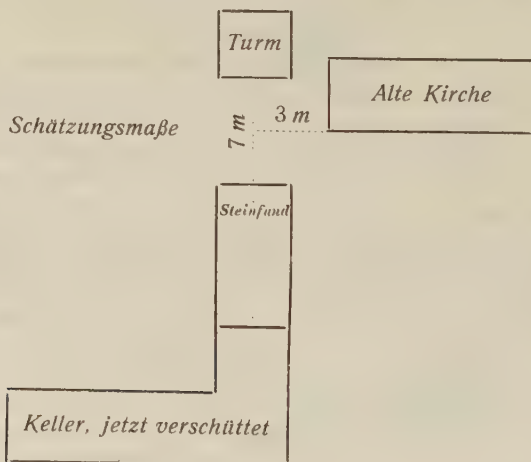 Turm
Alte Kirche
Schätzungsmaße
7 m
3 m
Steinfund
Keller, jetzt verschüttet